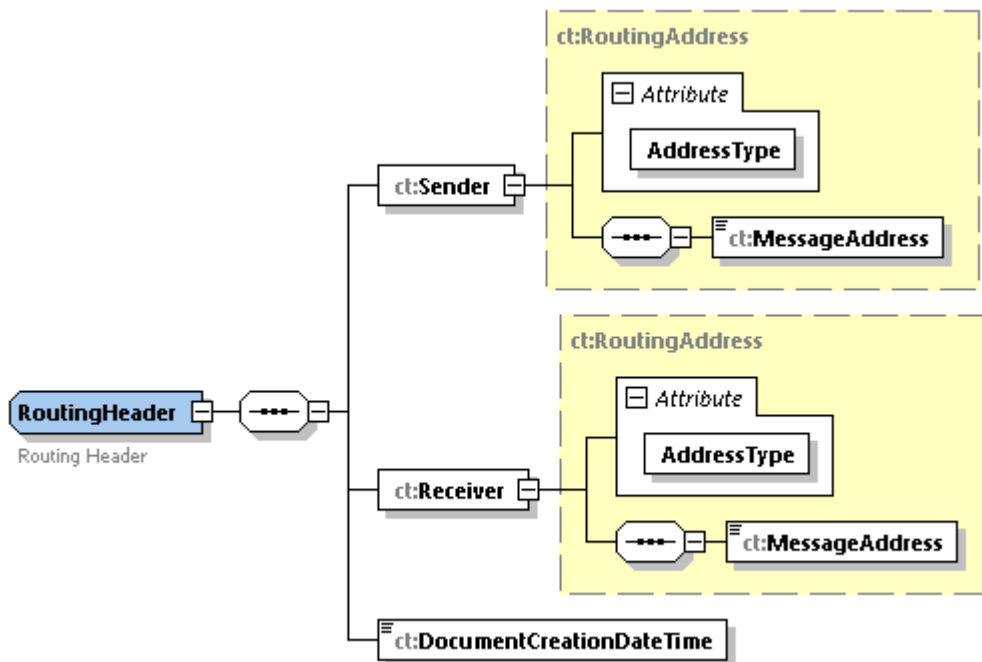 ct:RoutingAddress
Attribute
AddressType
ct:Sender
ct:MessageAddress
ct:RoutingAddress
RoutingHeader
Routing Header
Attribute
AddressType
ct:Receiver
ct:MessageAddress
ct:DocumentCreationDateTime